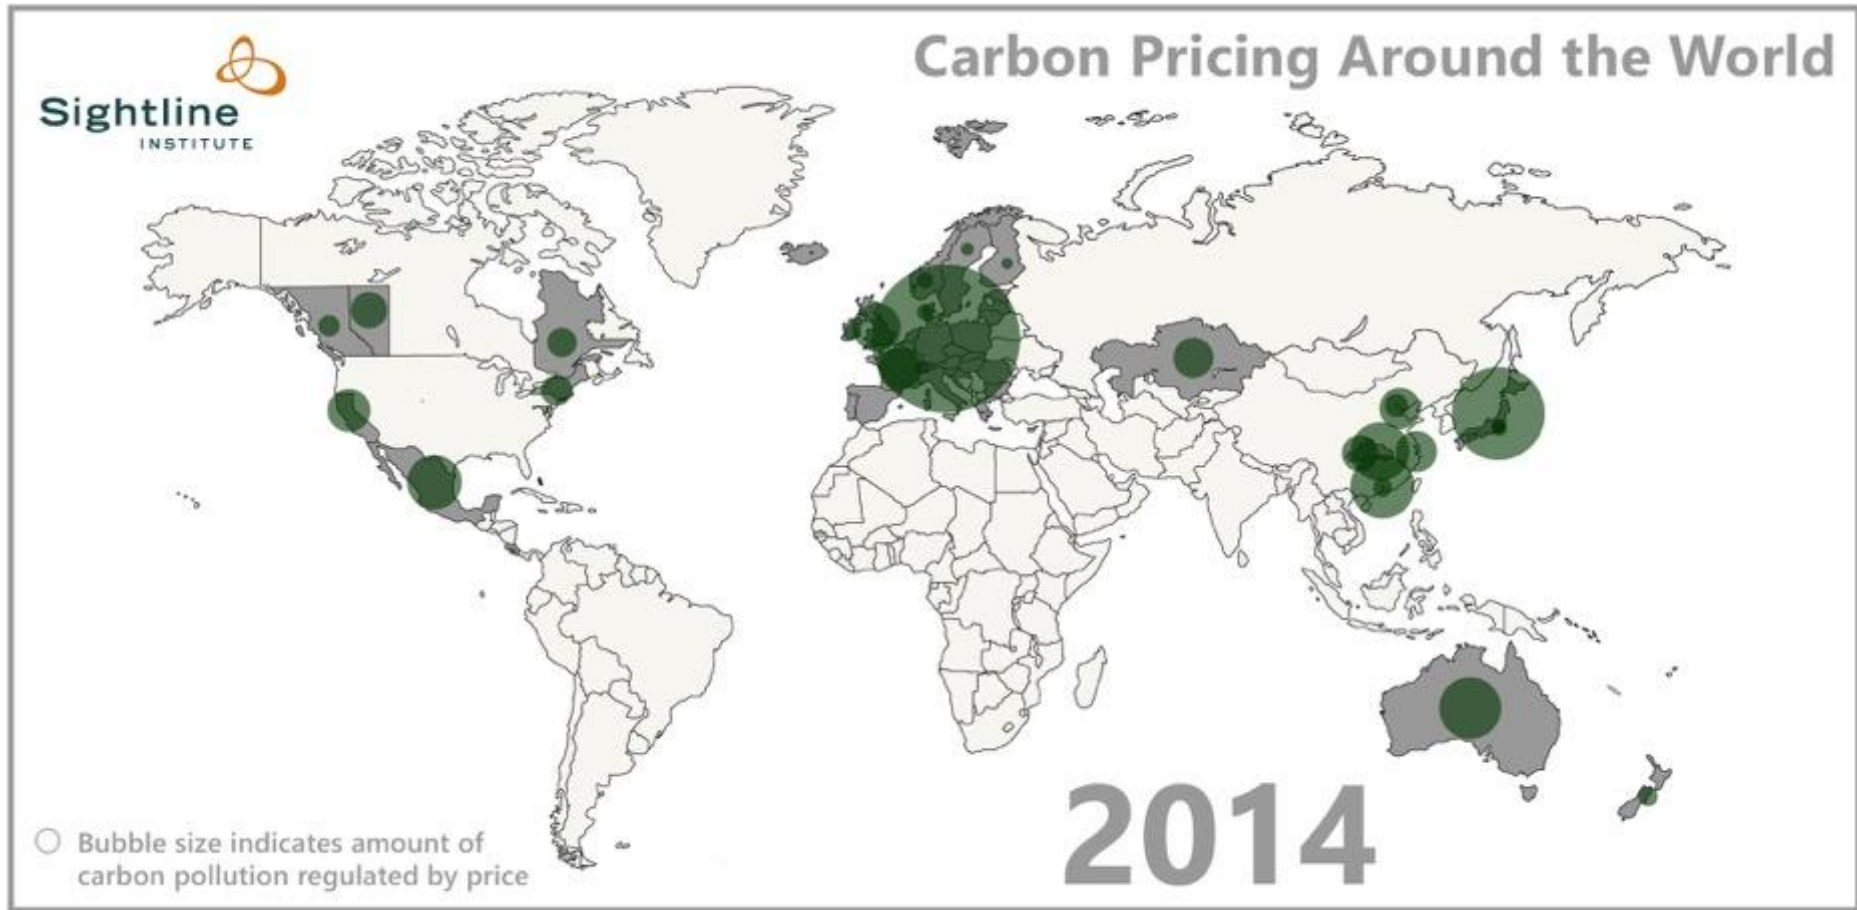 Carbon Pricing Around the World
Sightline
INSTITUTE
2014
Bubble size indicates amount of
carbon pollution regulated by price